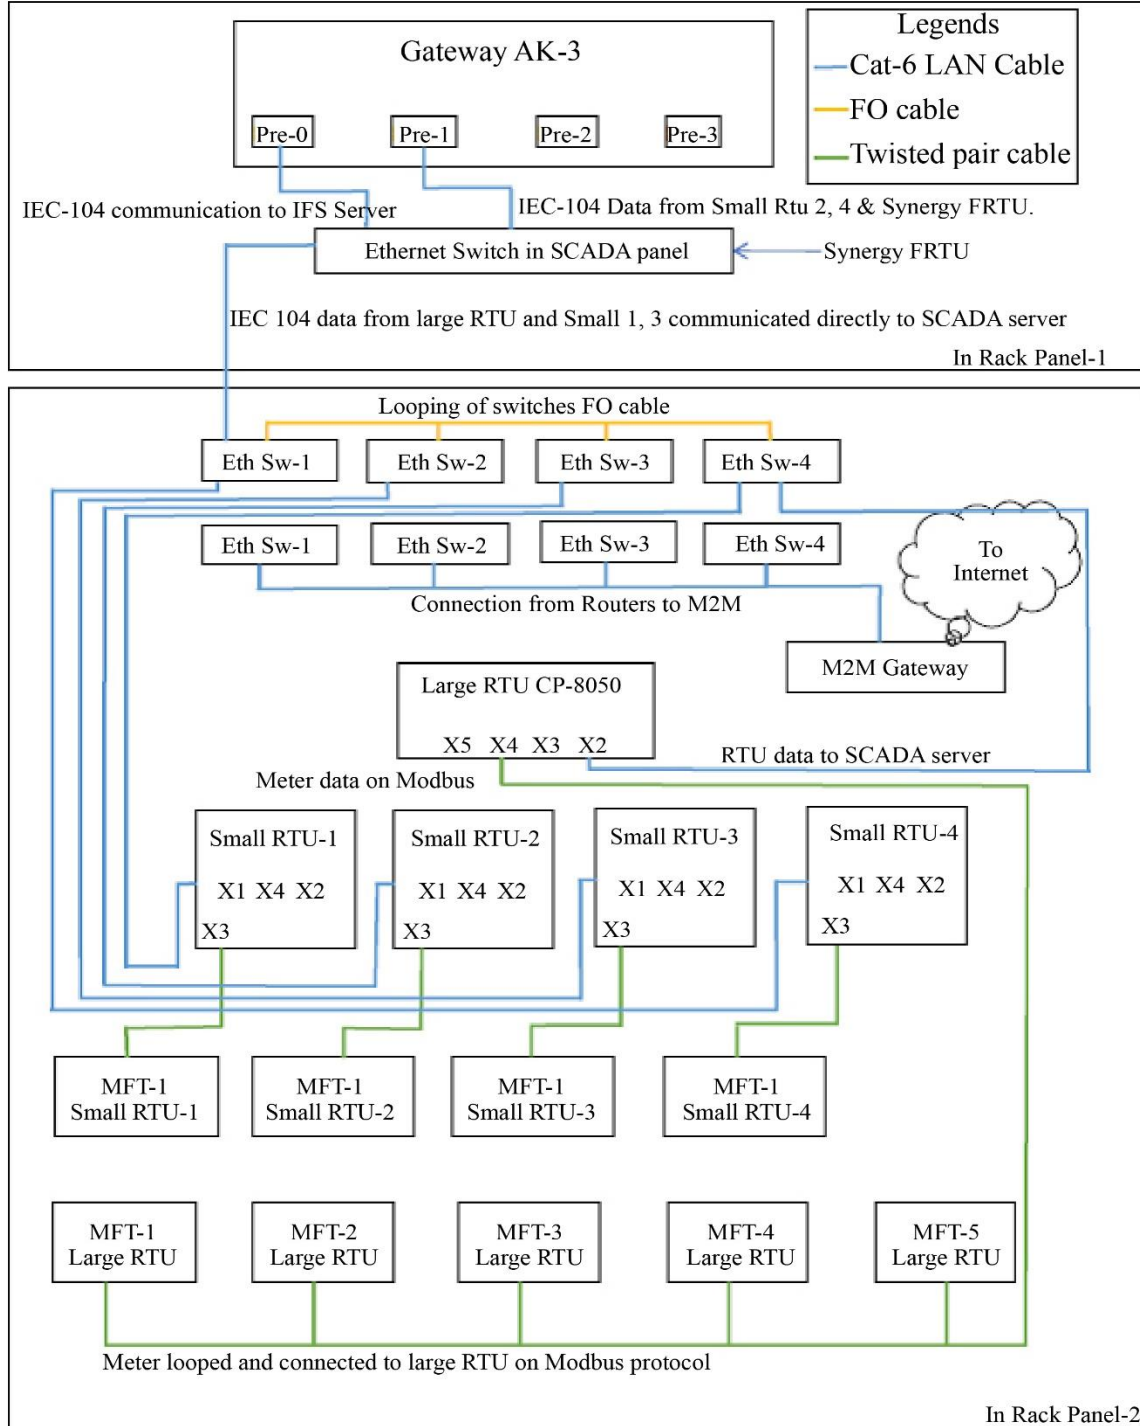 Gateway AK-3
Pre-0
Pre-1
Pre-2
Pre-3
Legends
Cat-6 LAN Cable
FO cable
Twisted pair cable
IEC-104 communication to IFS Server
IEC-104 Data from Small Rtu 2, 4 & Synergy FRTU.
Ethernet Switch in SCADA panel
Synergy FRTU
IEC 104 data from large RTU and Small 1, 3 communicated directly to SCADA server
In Rack Panel-1
Looping of switches FO cable
Eth Sw-1
Eth Sw-2
Eth Sw-3
Eth Sw-4
Eth Sw-1
Eth Sw-2
Eth Sw-3
Eth Sw-4
To
Internet
Connection from Routers to M2M
M2M Gateway
Large RTU CP-8050
X5 X4 X3 X2
RTU data to SCADA server
Meter data on Modbus
Small RTU-1
X1 X4 X2
X3
Small RTU-2
X1 X4 X2
X3
Small RTU-3
X1 X4 X2
X3
Small RTU-4
X1 X4 X2
X3
MFT-1
Small RTU-1
MFT-1
Small RTU-2
MFT-1
Small RTU-3
MFT-1
Small RTU-4
MFT-1
Large RTU
MFT-2
Large RTU
MFT-3
Large RTU
MFT-4
Large RTU
MFT-5
Large RTU
Meter looped and connected to large RTU on Modbus protocol
In Rack Panel-2